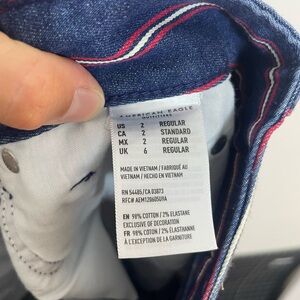 AMERICAN EAGLE
OUTFITTERS
US 2 REGULAR
CA 2 STANDARD
MX 2 REGULAR
UK 6 REGULAR
MADE IN VIETNAM / FABRIQUÉ AU
VIETNAM / HECHO EN VIETNAM
RN 54485/CA 03873
RFC# AEM1206050U9A
EN 98% COTTON / 2% ELASTANE
EXCLUSIVE OF DECORATION
FR 98% COTON / 2% ÉLASTHANNE
À L'EXCEPTION DE LA GARNITURE